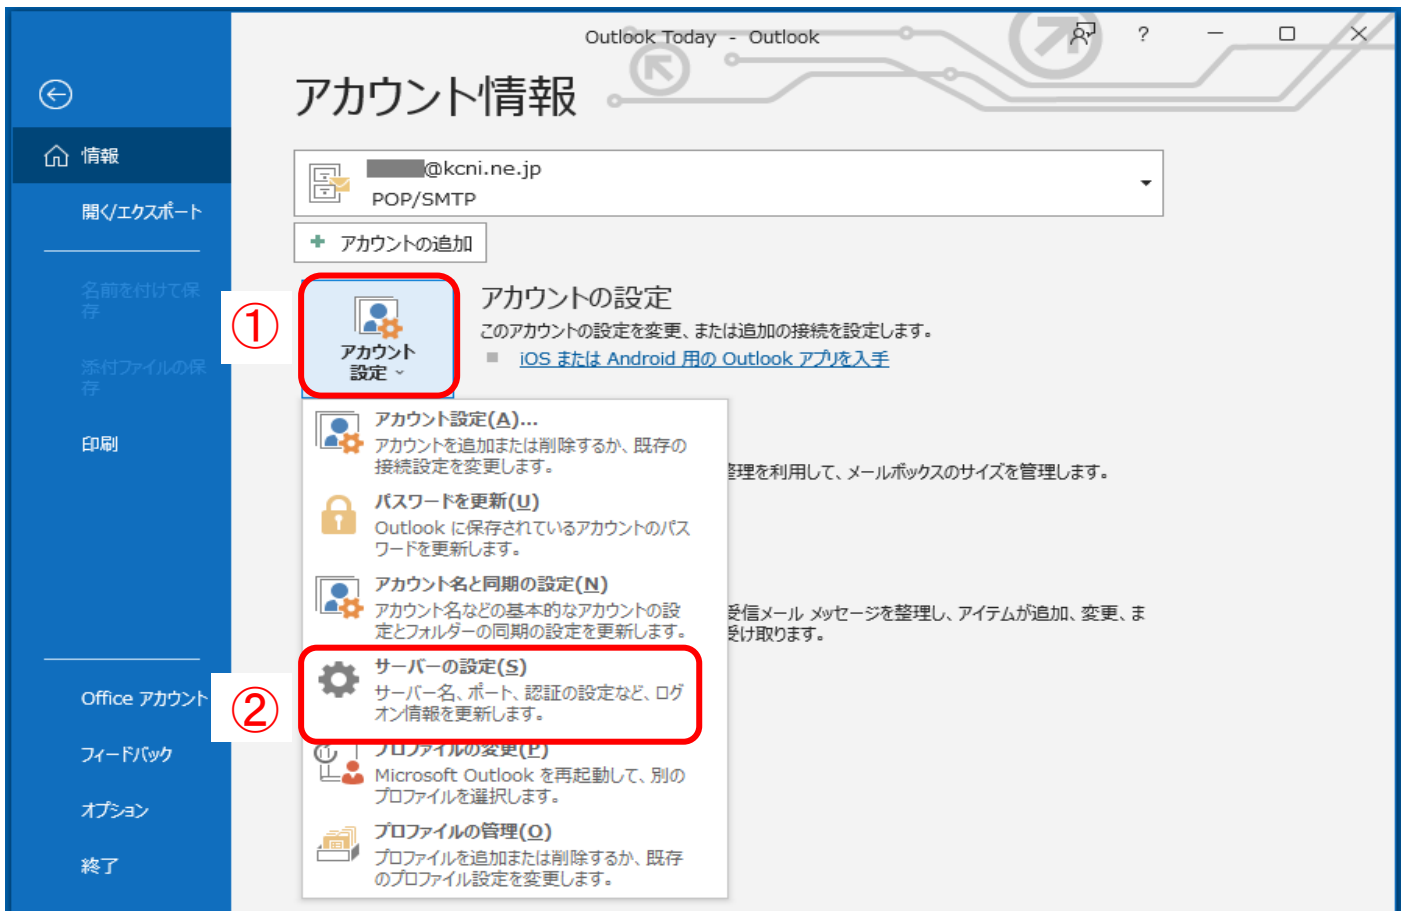 Outlook Today - Outlook
?
アカウント情報
情報
@kcni.ne.jp
POP/SMTP
開く/エクスポート
アカウントの追加
名前を付けて保
存
アカウントの設定
①
このアカウントの設定を変更、または追加の接続を設定します。
アカウント
設定
iOS または Android 用の Outlook アプリを入手
添付ファイルの保
存
アカウント設定(A)...
アカウントを追加または削除するか、既存の
接続設定を変更します。
印刷
整理を利用して、メールボックスのサイズを管理します。
パスワードを更新(U)
Outlook に保存されているアカウントのパス
ワードを更新します。
アカウント名と同期の設定(N)
アカウント名などの基本的なアカウントの設
定とフォルダーの同期の設定を更新します。
受信メール メッセージを整理し、アイテムが追加、変更、ま
受け取ります。
サーバーの設定(S)
サーバー名、ポート、認証の設定など、ログ
オン情報を更新します。
②
Office アカウント
フィードバック
プロファイルの変更(P)
Microsoft Outlook を再起動して、別の
プロファイルを選択します。
オプション
プロファイルの管理(O)
プロファイルを追加または削除するか、既存
のプロファイル設定を変更します。
終了